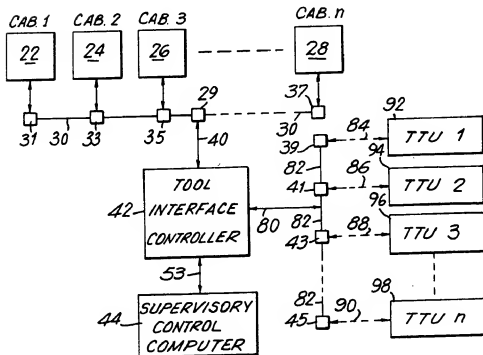 CAB. 1 CAB. 2 CAB. 3 CAB. n
22 24 26 28
29 37
31 30 33 35 40 30 39 84 92
TTU 1
82 94
41 86 TTU 2
42 TOOL INTERFACE CONTROLLER 80 82 96
43 88 TTU 3
53
82 98
44 SUPERVISORY CONTROL COMPUTER 45 90 TTU n